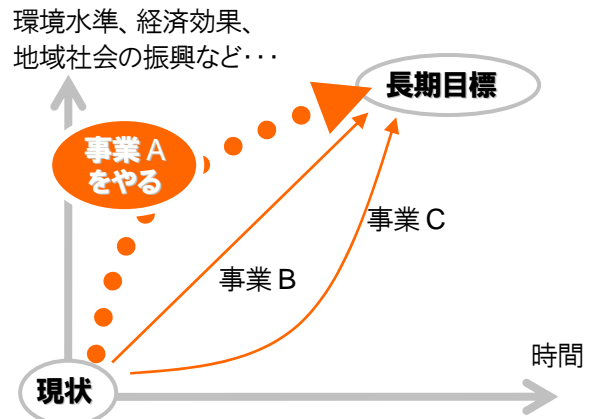 環境水準、経済効果、
地域社会の振興など･･･
長期目標
事業 A
をやる
事業 C
事業 B
時間
現状